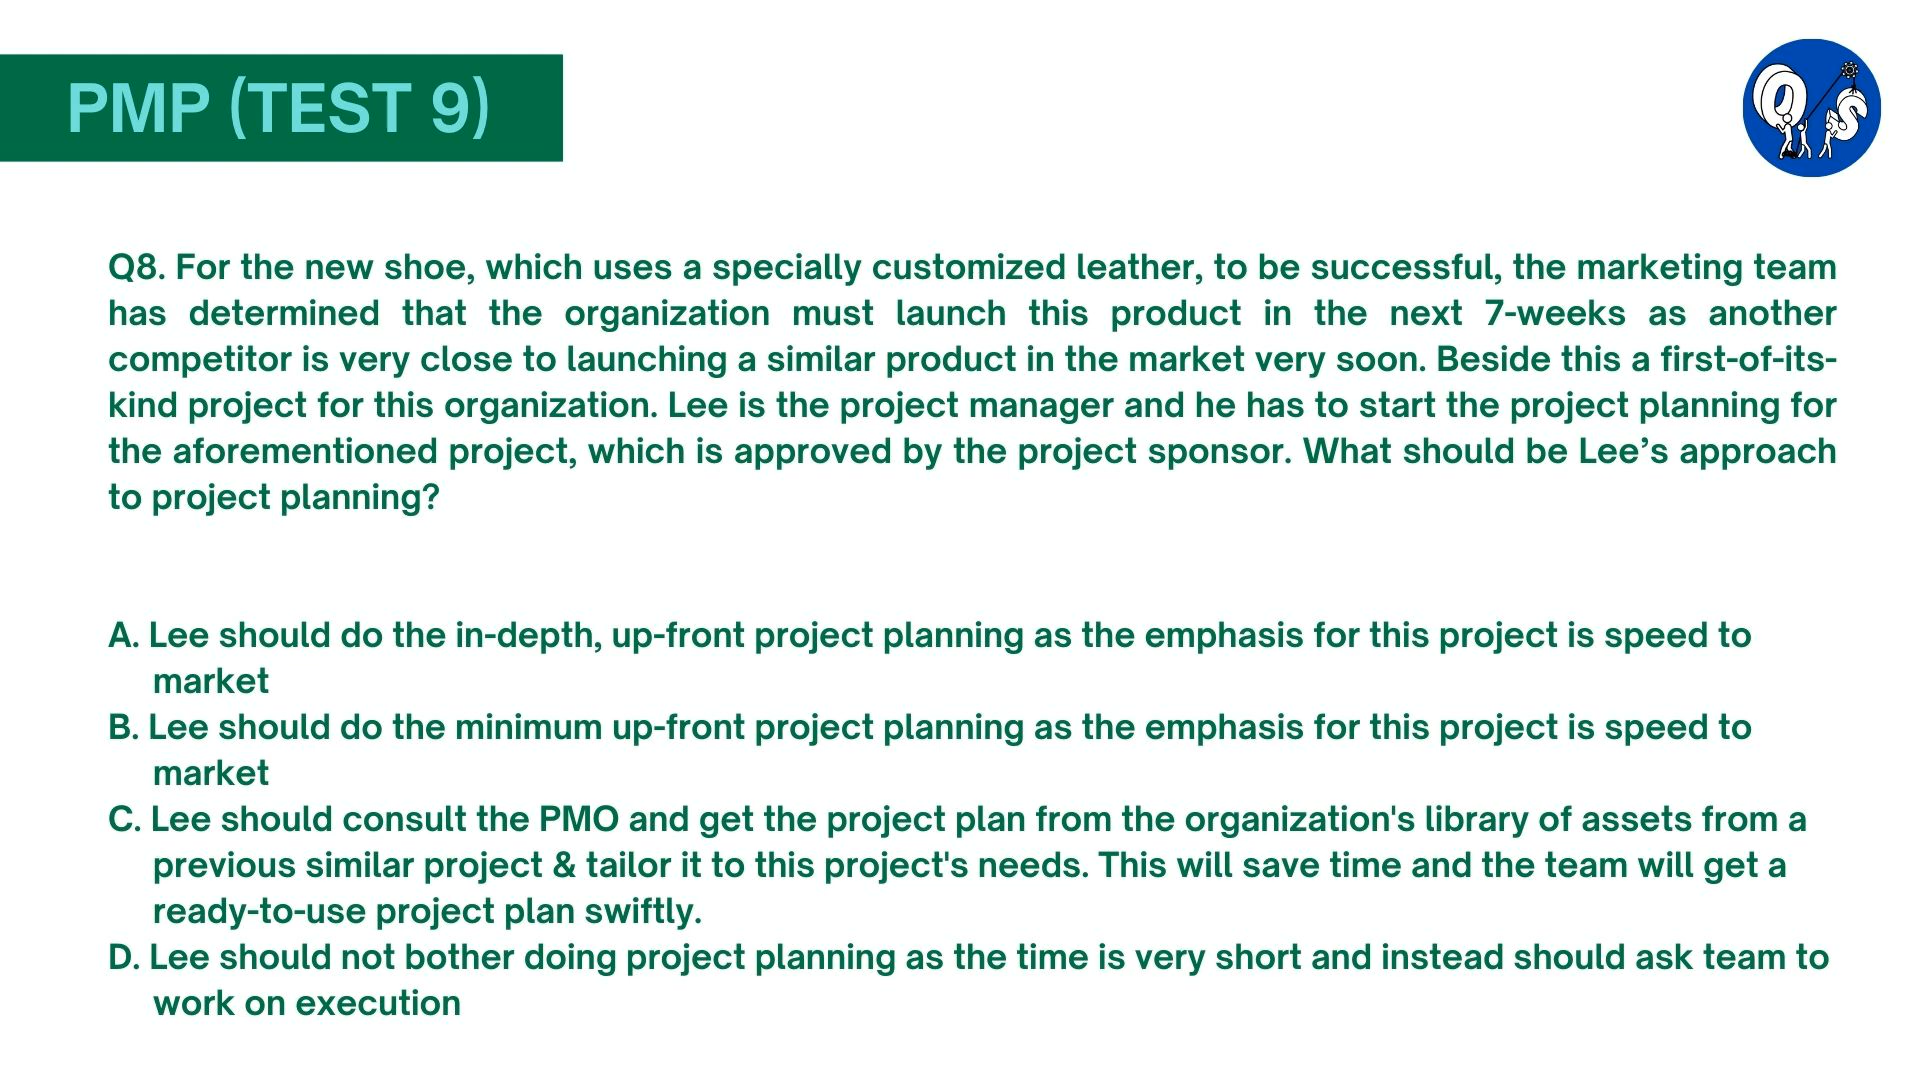 PMP (TEST 9)
Q S
Q8. For the new shoe, which uses a specially customized leather, to be successful, the marketing team
has determined that the organization must launch this product in the next 7-weeks as another
competitor is very close to launching a similar product in the market very soon. Beside this a first-of-its-
kind project for this organization. Lee is the project manager and he has to start the project planning for
the aforementioned project, which is approved by the project sponsor. What should be Lee’s approach
to project planning?
A. Lee should do the in-depth, up-front project planning as the emphasis for this project is speed to
market
B. Lee should do the minimum up-front project planning as the emphasis for this project is speed to
market
C. Lee should consult the PMO and get the project plan from the organization's library of assets from a
previous similar project & tailor it to this project's needs. This will save time and the team will get a
ready-to-use project plan swiftly.
D. Lee should not bother doing project planning as the time is very short and instead should ask team to
work on execution